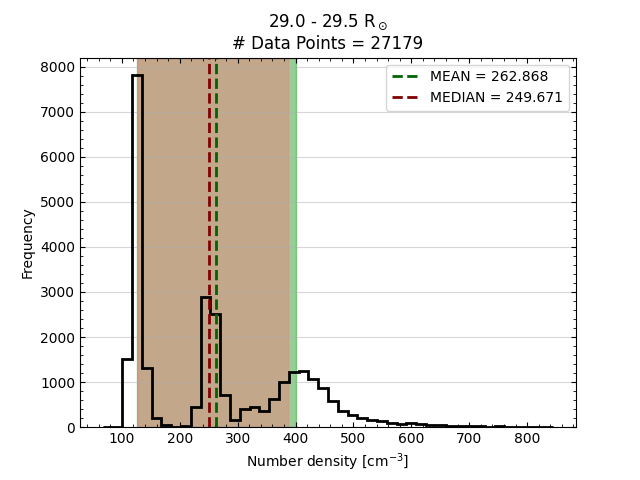 29.0 - 29.5 R⊙
# Data Points = 27179
MEAN = 262.868
MEDIAN = 249.671
Frequency
8000
7000
6000
5000
4000
3000
2000
1000
0
100 200 300 400 500 600 700 800
Number density [cm⁻³]